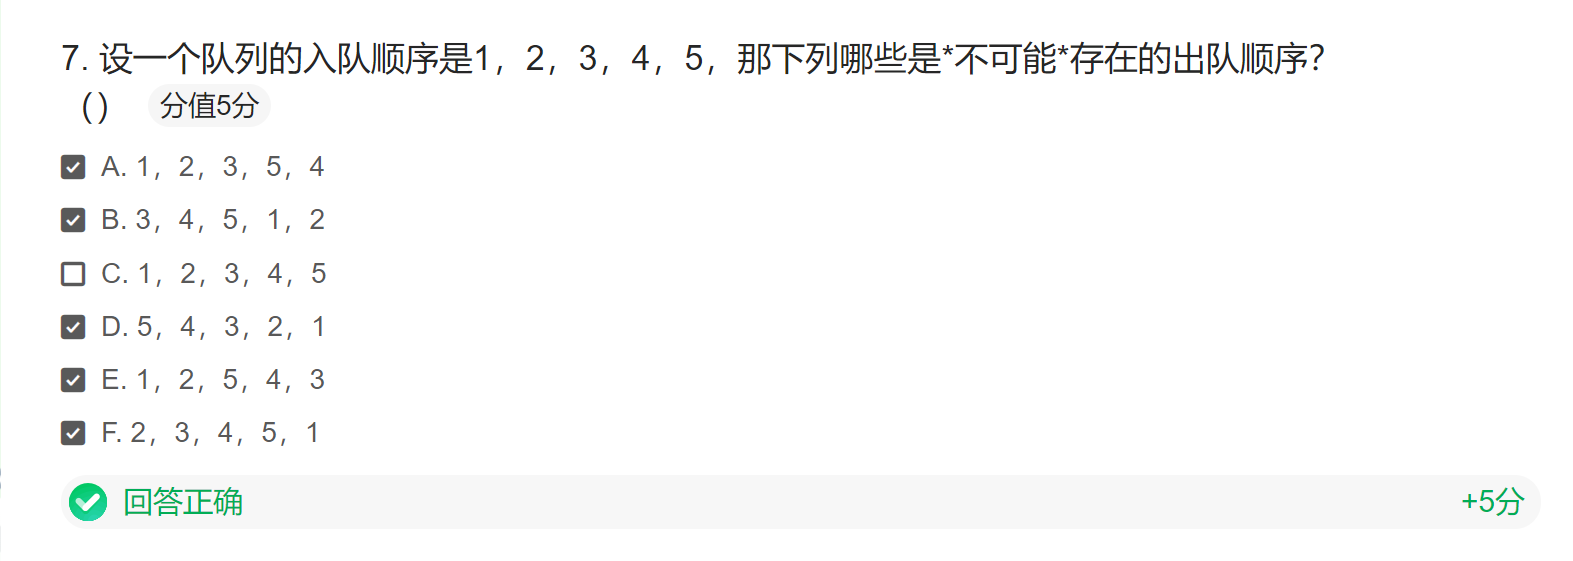 7. 设一个队列的入队顺序是1，2，3，4，5，那下列哪些是*不可能*存在的出队顺序？
() 分值5分
A. 1，2，3，5，4
B. 3，4，5，1，2
C. 1，2，3，4，5
D. 5，4，3，2，1
E. 1，2，5，4，3
F. 2，3，4，5，1
回答正确 +5分